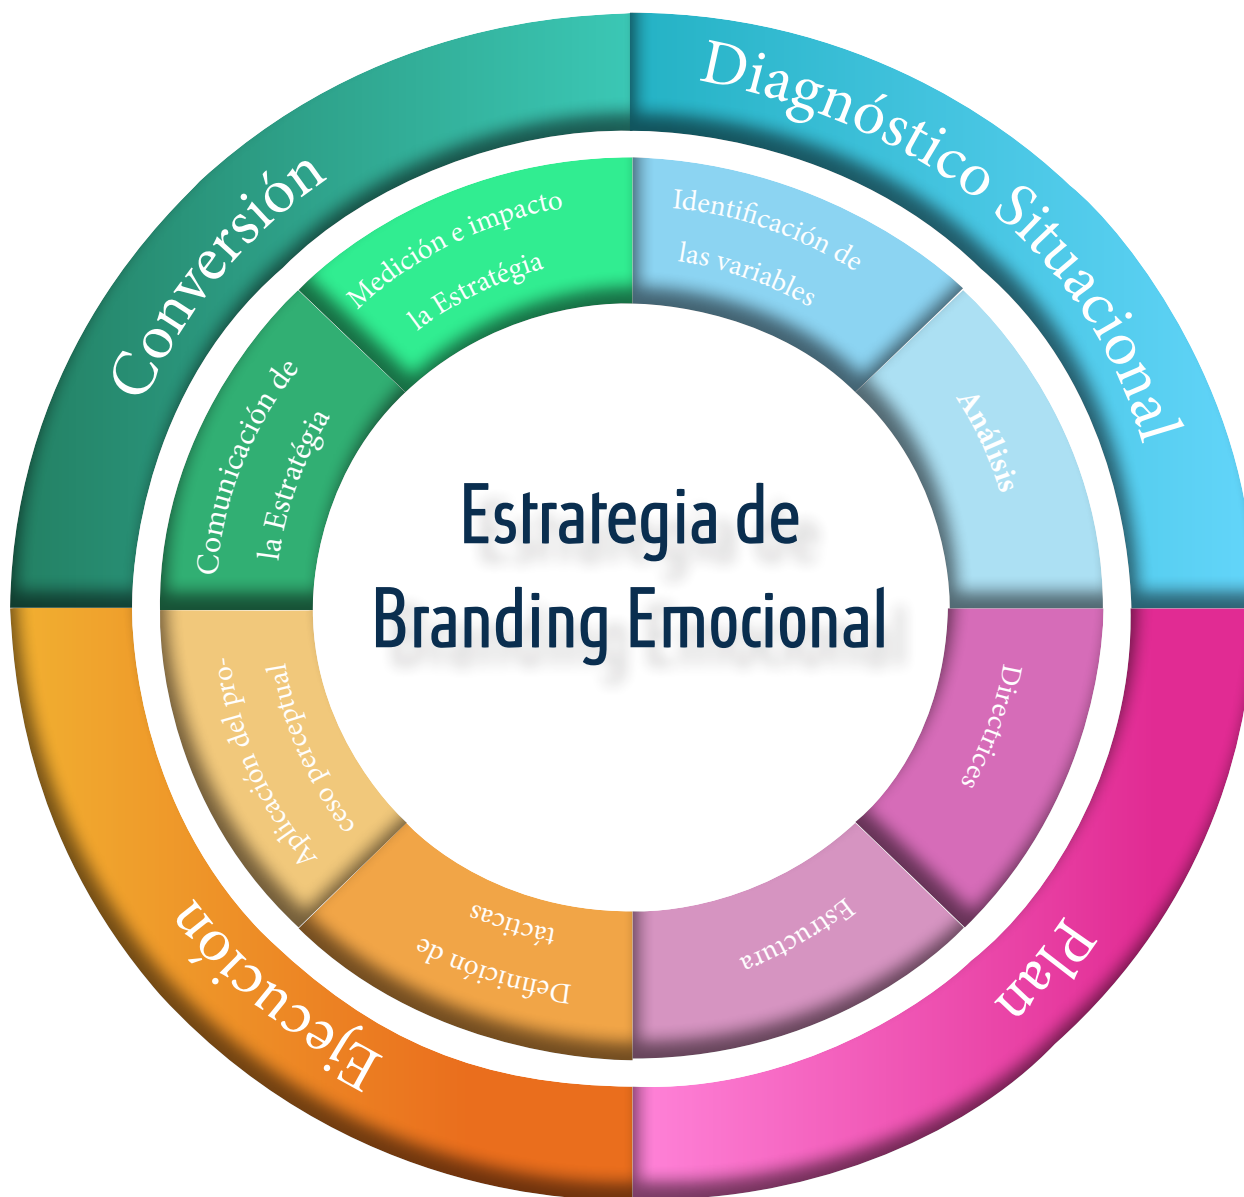 Estrategia de
Branding Emocional
Diagnóstico Situacional
Identificación de
las variables
Análisis
Plan
Directrices
Estructura
Ejecución
Definición de
tácticas
Aplicación del pro-
ceso perceptual
Conversión
Comunicación de
la Estratégia
Medición e impacto
la Estratégia